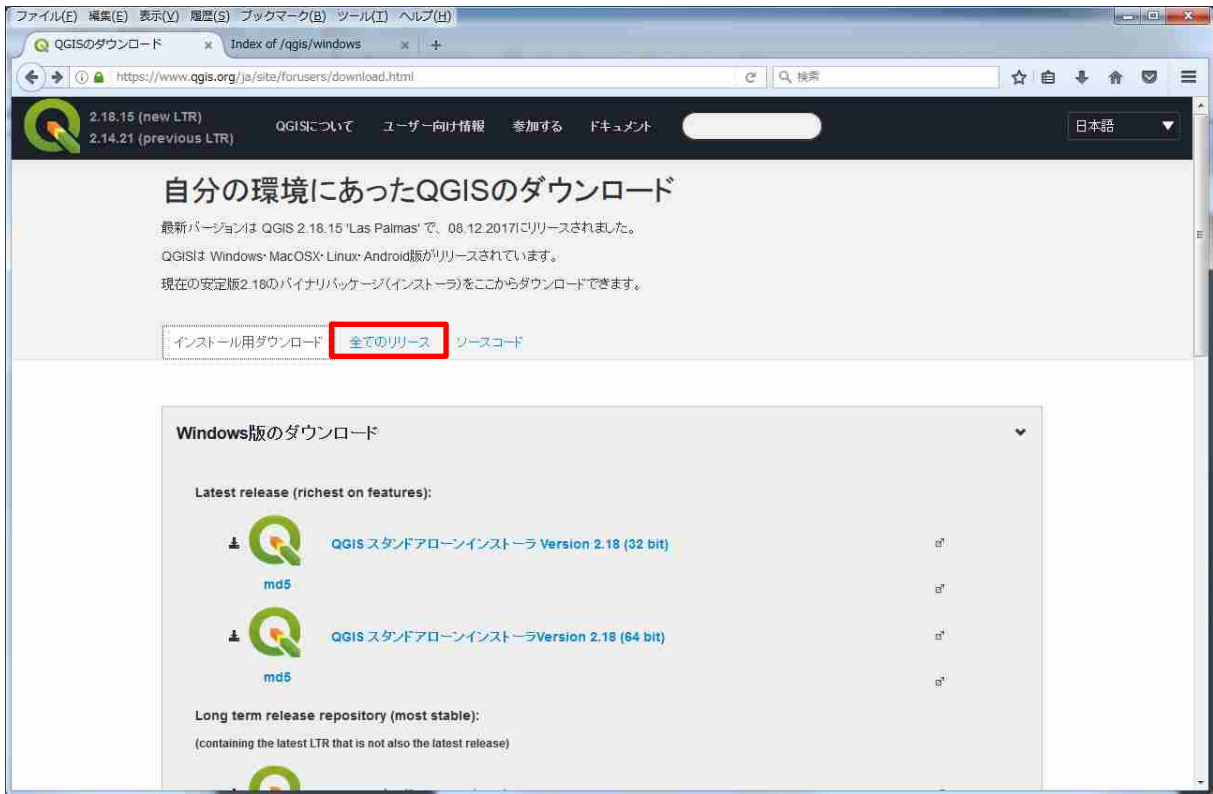 ファイル(F) 編集(E) 表示(V) 履歴(S) ブックマーク(B) ツール(T) ヘルプ(H)
QGISのダウンロード × Index of /qgis/windows × +
https://www.qgis.org/ja/site/forusers/download.html 検索
2.18.15 (new LTR)
2.14.21 (previous LTR)
QGISについて ユーザー向け情報 参加する ドキュメント
日本語
自分の環境にあったQGISのダウンロード
最新バージョンは QGIS 2.18.15 'Las Palmas' で、 08.12.2017にリリースされました。
QGISは Windows・MacOSX・Linux・Android版がリリースされています。
現在の安定版2.18のバイナリパッケージ(インストーラ)をここからダウンロードできます。
インストール用ダウンロード 全てのリリース ソースコード
Windows版のダウンロード
Latest release (richest on features):
QGIS スタンドアローンインストーラ Version 2.18 (32 bit)
md5
QGIS スタンドアローンインストーラVersion 2.18 (64 bit)
md5
Long term release repository (most stable):
(containing the latest LTR that is not also the latest release)